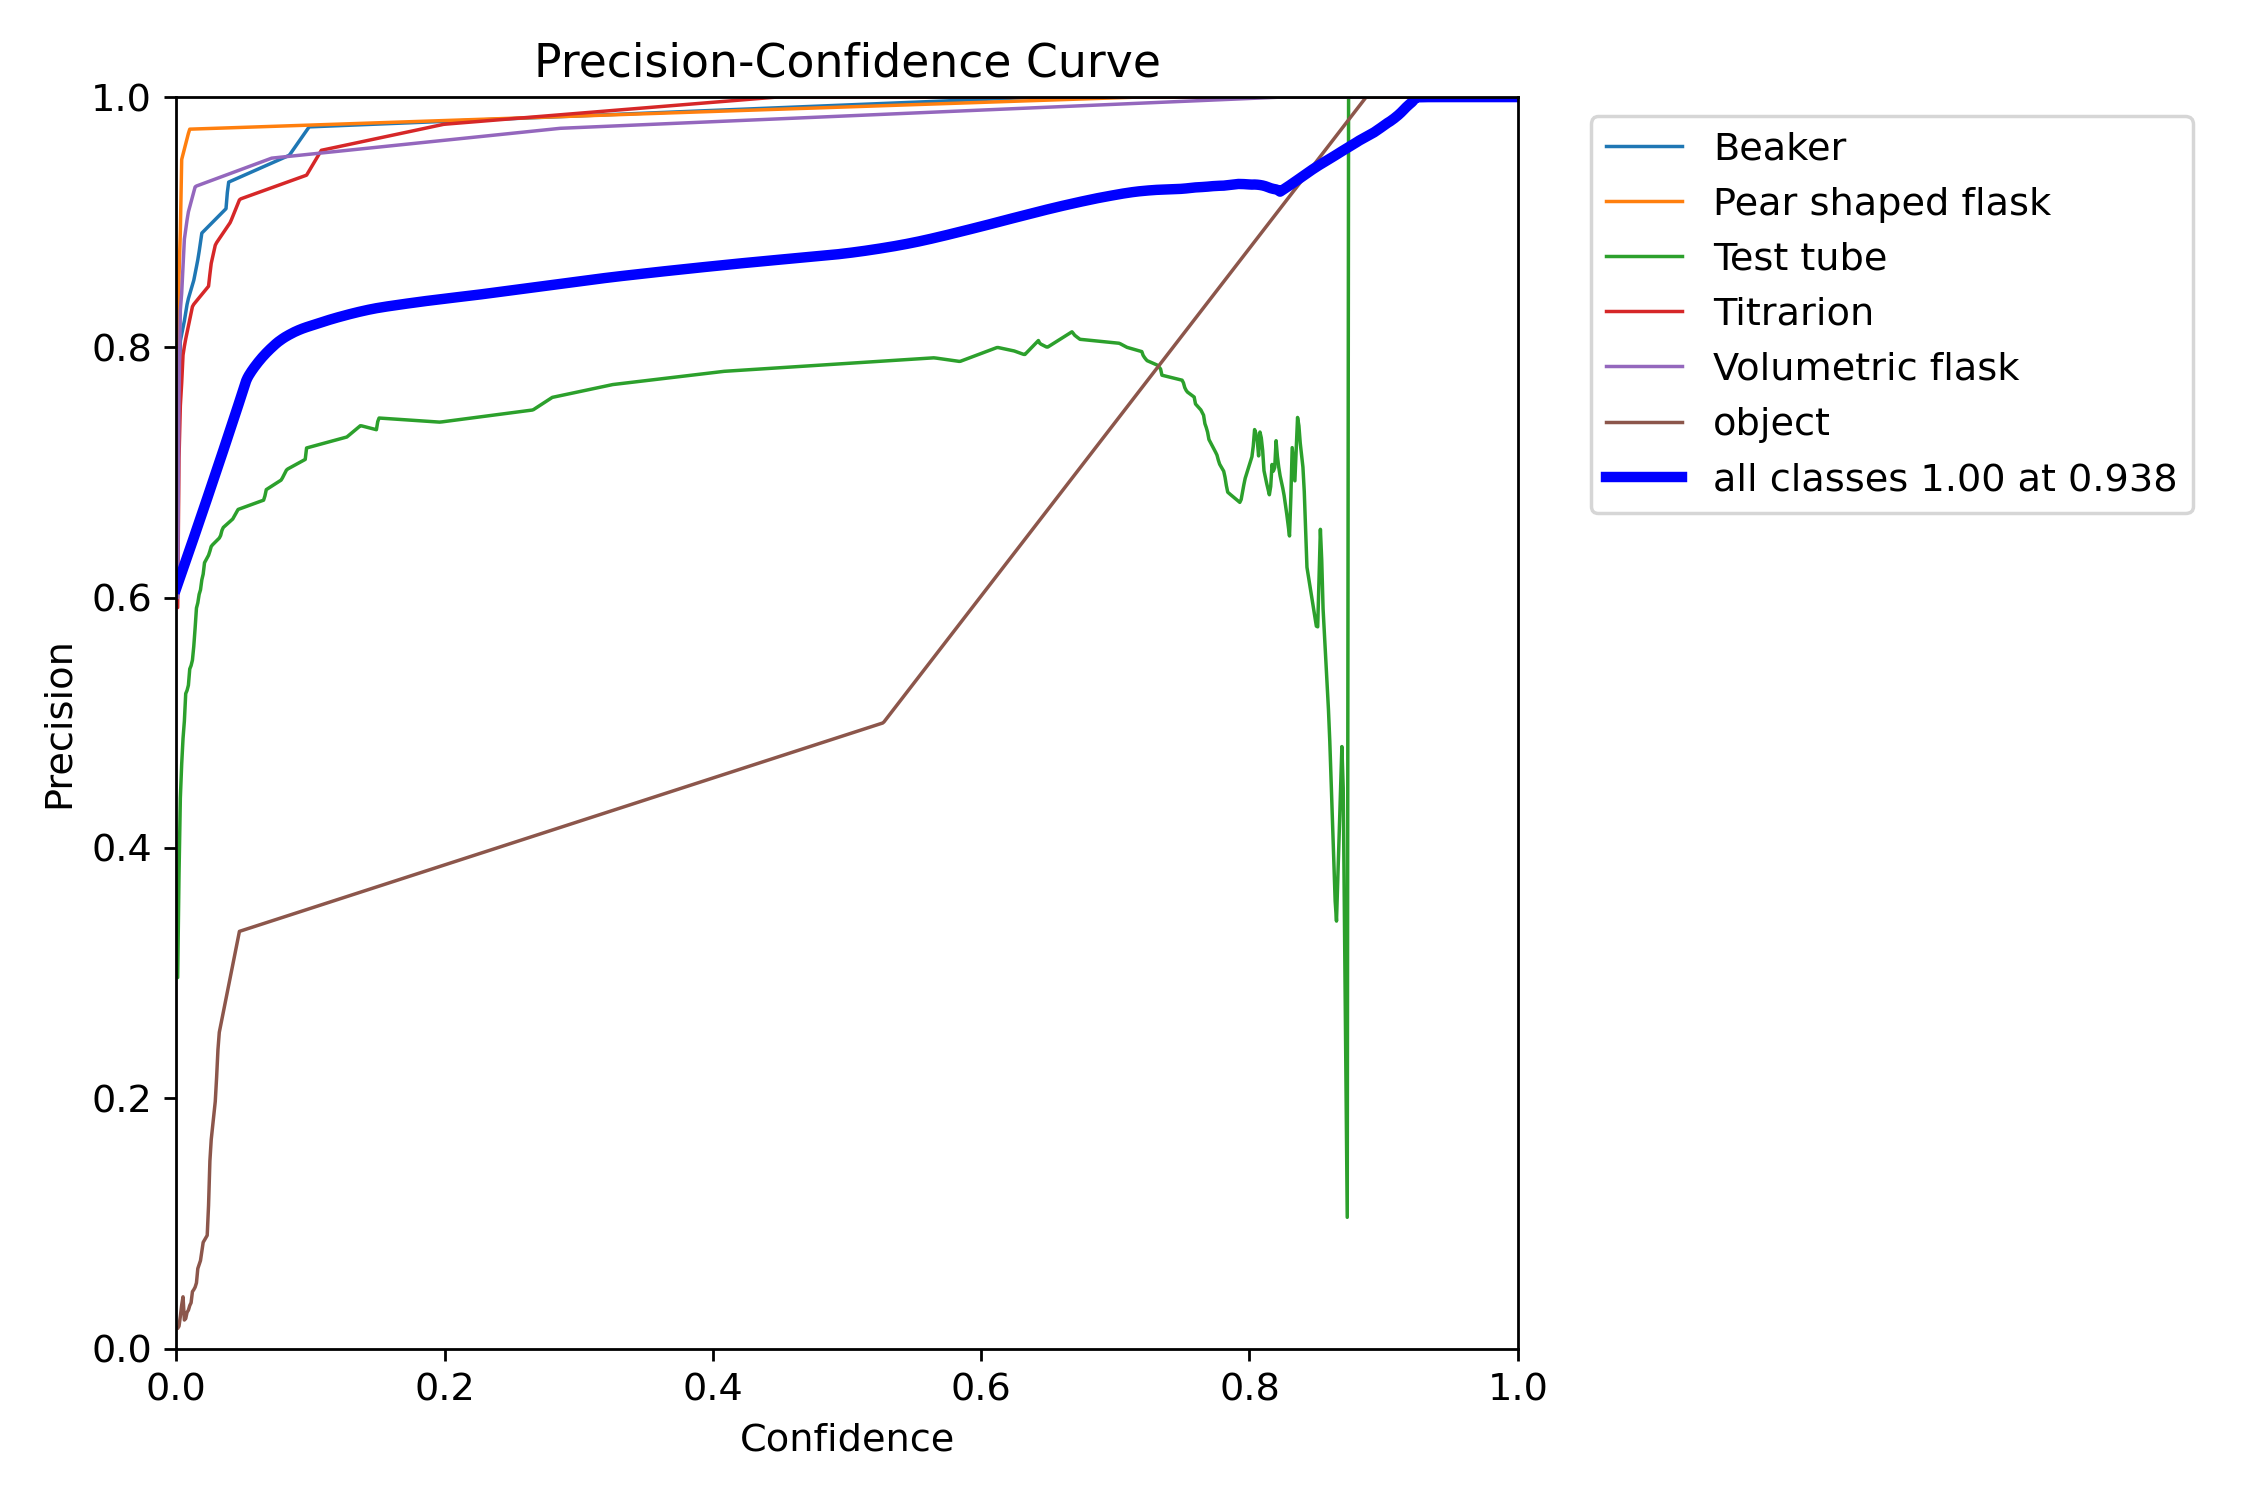 Precision-Confidence Curve
1.0
0.8
0.6
0.4
0.2
0.0
Precision
0.0 0.2 0.4 0.6 0.8 1.0
Confidence
Beaker
Pear shaped flask
Test tube
Titrarion
Volumetric flask
object
all classes 1.00 at 0.938